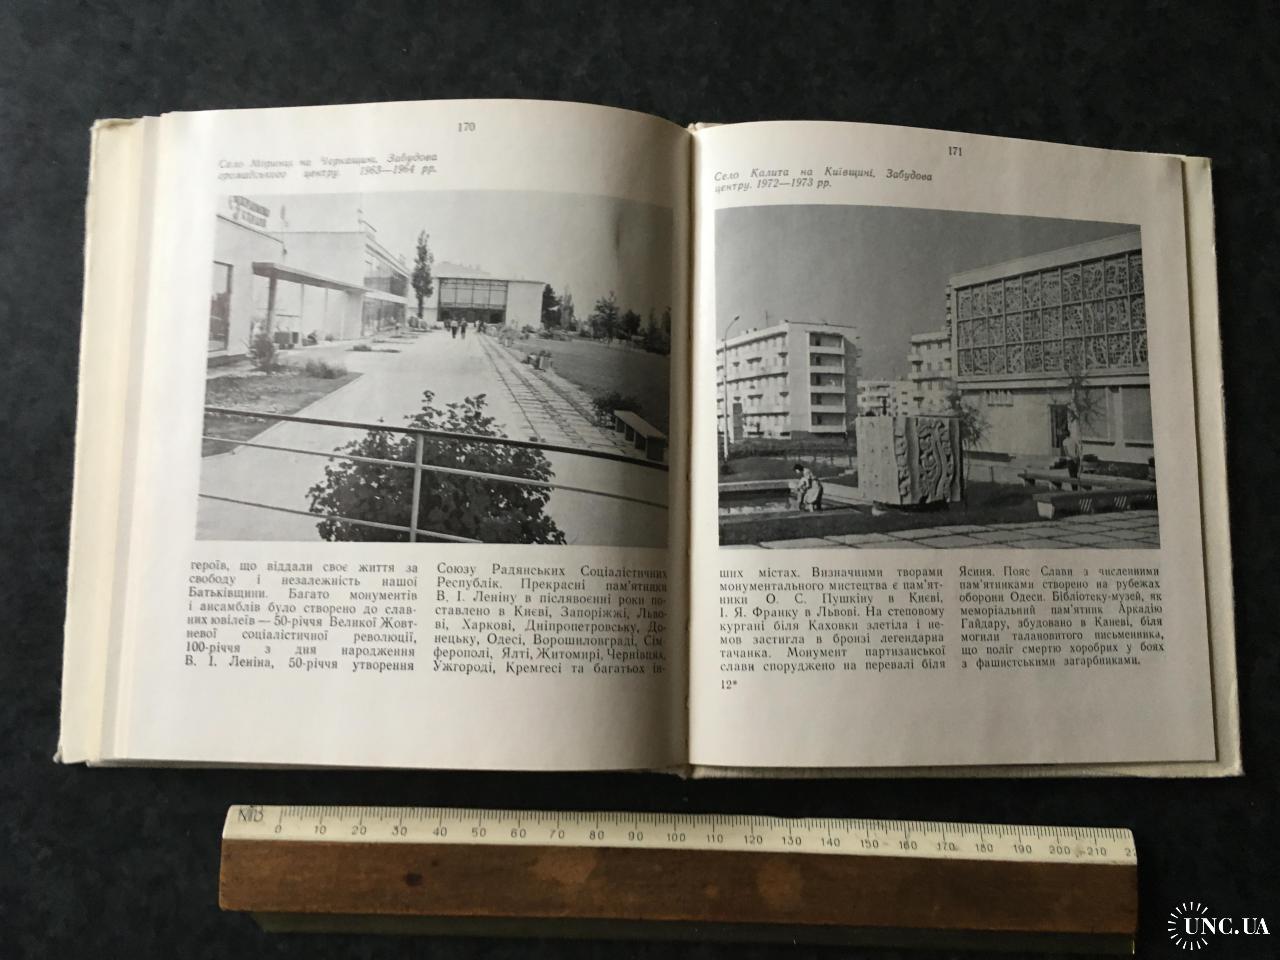 170
Село Моринці на Черкащині. Забудова
громадського центру. 1963—1964 рр.
героїв, що віддали своє життя за
свободу і незалежність нашої
Батьківщини. Багато монументів
і ансамблів було створено до слав-
них ювілеїв — 50-річчя Великої Жовт-
невої соціалістичної революції,
100-річчя з дня народження
В. І. Леніна, 50-річчя утворення
Союзу Радянських Соціалістичних
Республік. Прекрасні пам'ятники
В. І. Леніну в післявоєнні роки по-
ставлено в Києві, Запоріжжі, Льво-
ві, Харкові, Дніпропетровську, До-
нецьку, Одесі, Ворошиловграді, Сім-
ферополі, Ялті, Житомирі, Чернівцях,
Ужгороді, Кремгесі та багатьох ін-
171
Село Калита на Київщині. Забудова
центру. 1972—1973 рр.
ших містах. Визначними творами
монументального мистецтва є пам'ят-
ники О. С. Пушкіну в Києві,
І. Я. Франку в Львові. На степовому
кургані біля Каховки злетіла і не-
мов застигла в бронзі легендарна
тачанка. Монумент партизанської
слави споруджено на перевалі біля
12*
Ясиня. Пояс Слави з численними
пам'ятниками створено на рубежах
оборони Одеси. Бібліотеку-музей, як
меморіальний пам'ятник Аркадію
Гайдару, збудовано в Каневі, біля
могили талановитого письменника,
що поліг смертю хоробрих у боях
з фашистськими загарбниками.
0 10 20 30 40 50 60 70 80 90 100 110 120 130 140 150 160 170 180 190 200 210
UNC.UA